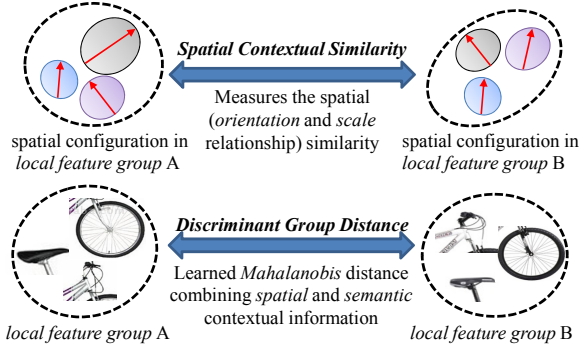 Spatial Contextual Similarity
Measures the spatial
(orientation and scale
relationship) similarity
spatial configuration in
local feature group A
spatial configuration in
local feature group B
Discriminant Group Distance
Learned Mahalanobis distance
combining spatial and semantic
contextual information
local feature group A
local feature group B